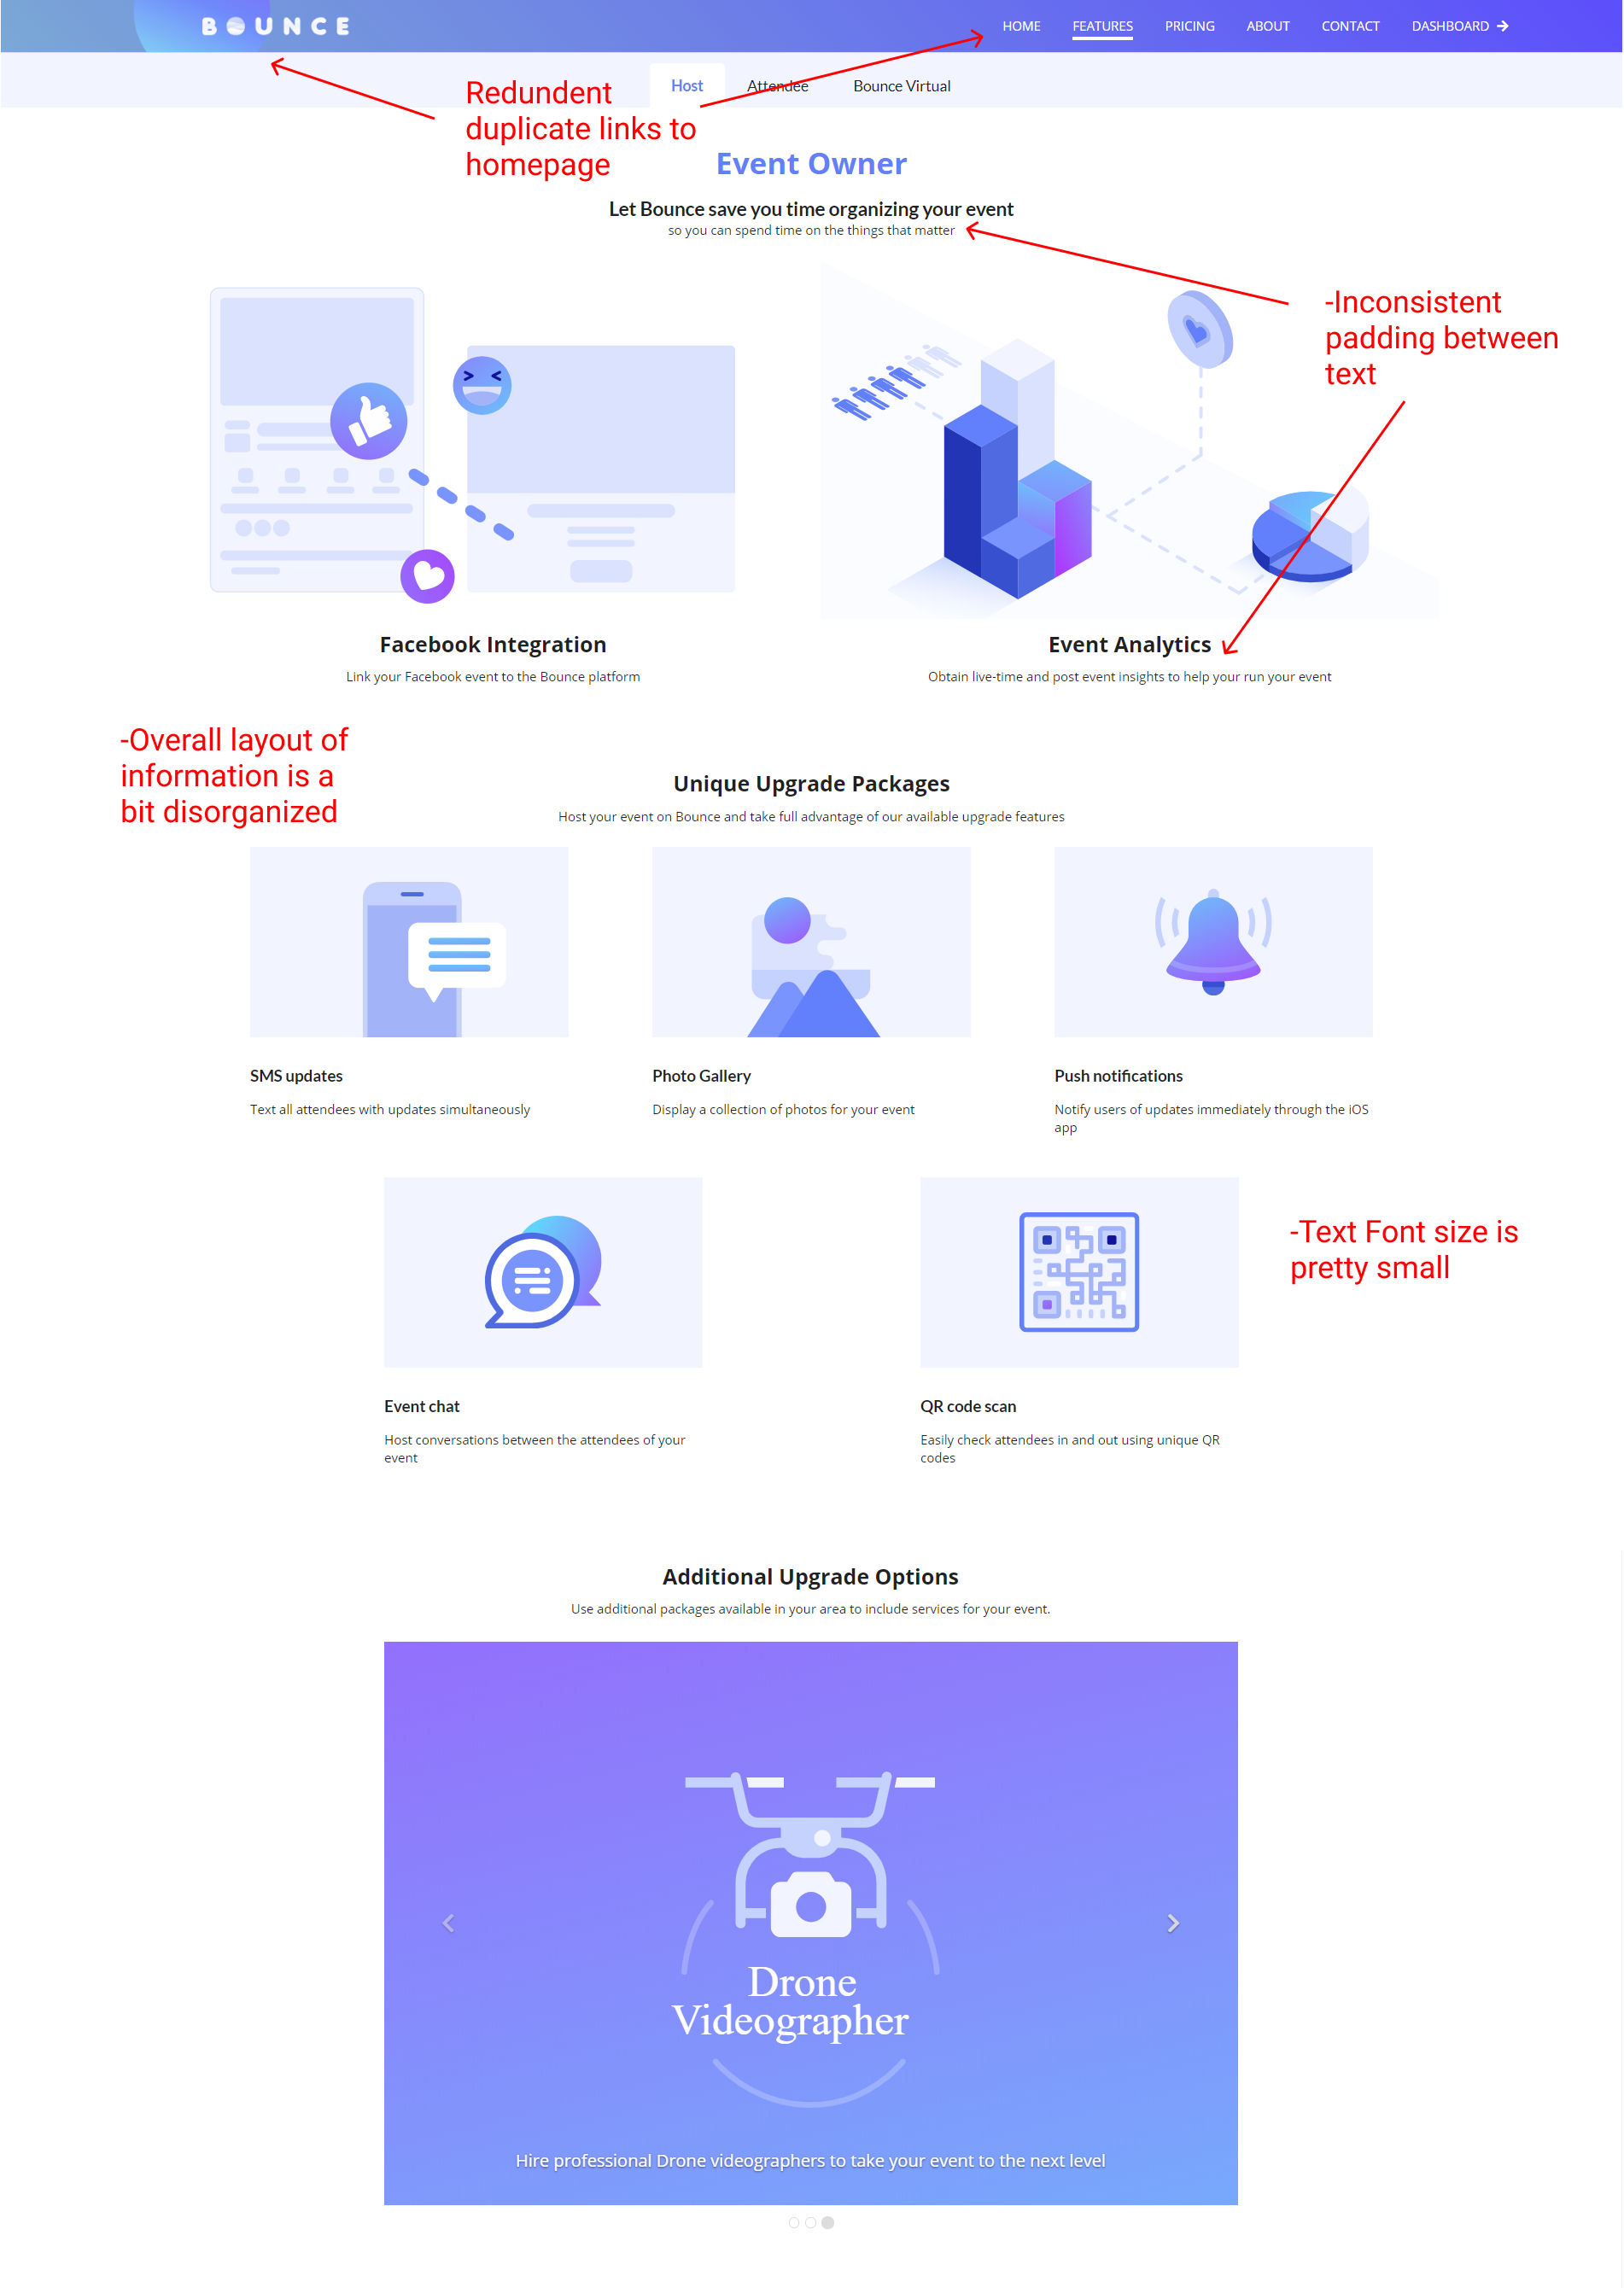 BOUNCE
HOME FEATURES PRICING ABOUT CONTACT DASHBOARD
Host Attendee Bounce Virtual
Redundent
duplicate links to
homepage
Event Owner
Let Bounce save you time organizing your event
so you can spend time on the things that matter
-Inconsistent
padding between
text
Facebook Integration
Link your Facebook event to the Bounce platform
Event Analytics
Obtain live-time and post event insights to help your run your event
-Overall layout of
information is a
bit disorganized
Unique Upgrade Packages
Host your event on Bounce and take full advantage of our available upgrade features
SMS updates
Text all attendees with updates simultaneously
Photo Gallery
Display a collection of photos for your event
Push notifications
Notify users of updates immediately through the iOS
app
-Text Font size is
pretty small
Event chat
Host conversations between the attendees of your
event
QR code scan
Easily check attendees in and out using unique QR
codes
Additional Upgrade Options
Use additional packages available in your area to include services for your event.
Drone
Videographer
Hire professional Drone videographers to take your event to the next level